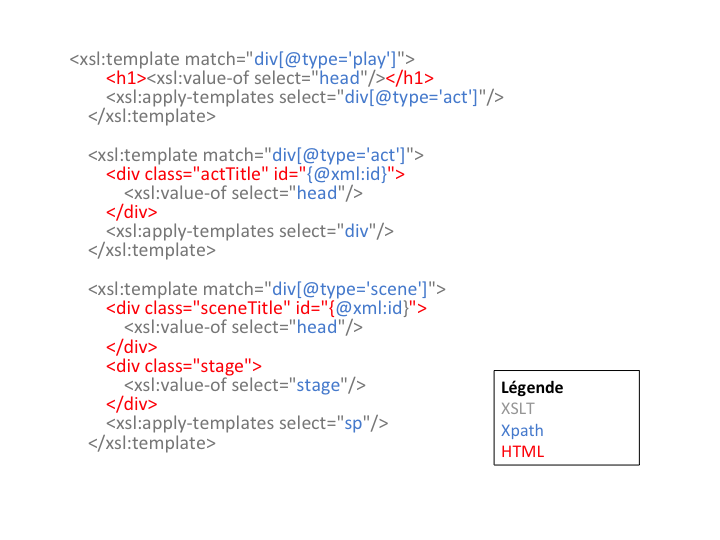 <xsl:template match="div[@type='play']">
<h1><xsl:value-of select="head"/></h1>
<xsl:apply-templates select="div[@type='act']"/>
</xsl:template>
<xsl:template match="div[@type='act']">
<div class="actTitle" id="{@xml:id}">
<xsl:value-of select="head"/>
</div>
<xsl:apply-templates select="div"/>
</xsl:template>
<xsl:template match="div[@type='scene']">
<div class="sceneTitle" id="{@xml:id}">
<xsl:value-of select="head"/>
</div>
<div class="stage">
<xsl:value-of select="stage"/>
</div>
<xsl:apply-templates select="sp"/>
</xsl:template>
Légende
XSLT
Xpath
HTML